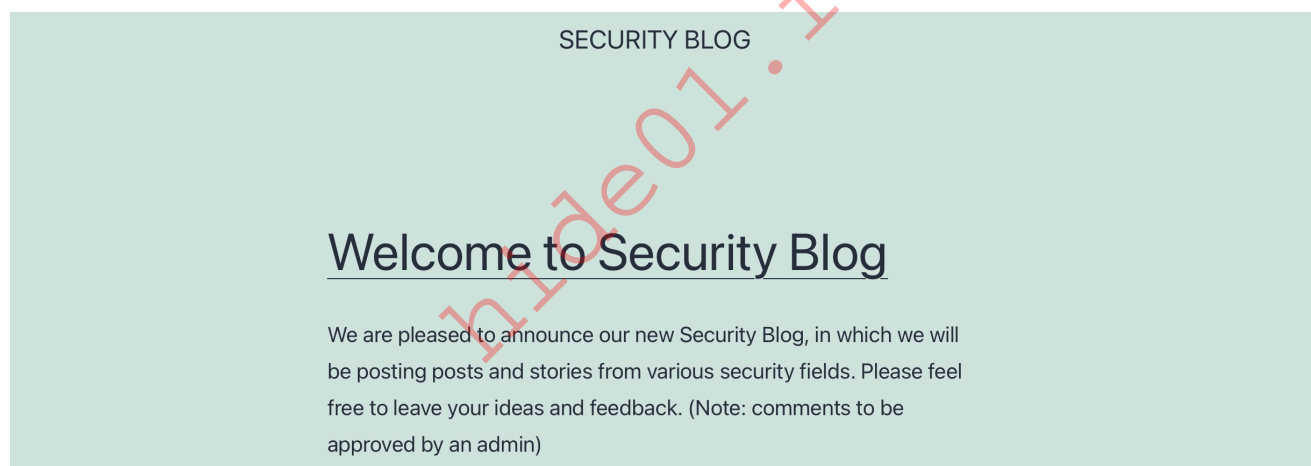 SECURITY BLOG
hide01.
Welcome to Security Blog
We are pleased to announce our new Security Blog, in which we will
be posting posts and stories from various security fields. Please feel
free to leave your ideas and feedback. (Note: comments to be
approved by an admin)